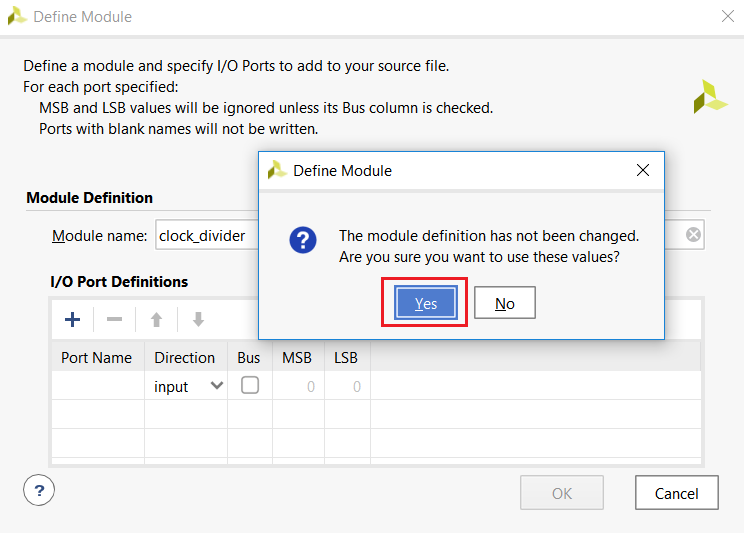 Define Module
Define a module and specify I/O Ports to add to your source file.
For each port specified:
MSB and LSB values will be ignored unless its Bus column is checked.
Ports with blank names will not be written.
Define Module
Module Definition
Module name: clock_divider
The module definition has not been changed.
Are you sure you want to use these values?
Yes No
I/O Port Definitions
Port Name Direction Bus MSB LSB
input 0 0
? OK Cancel